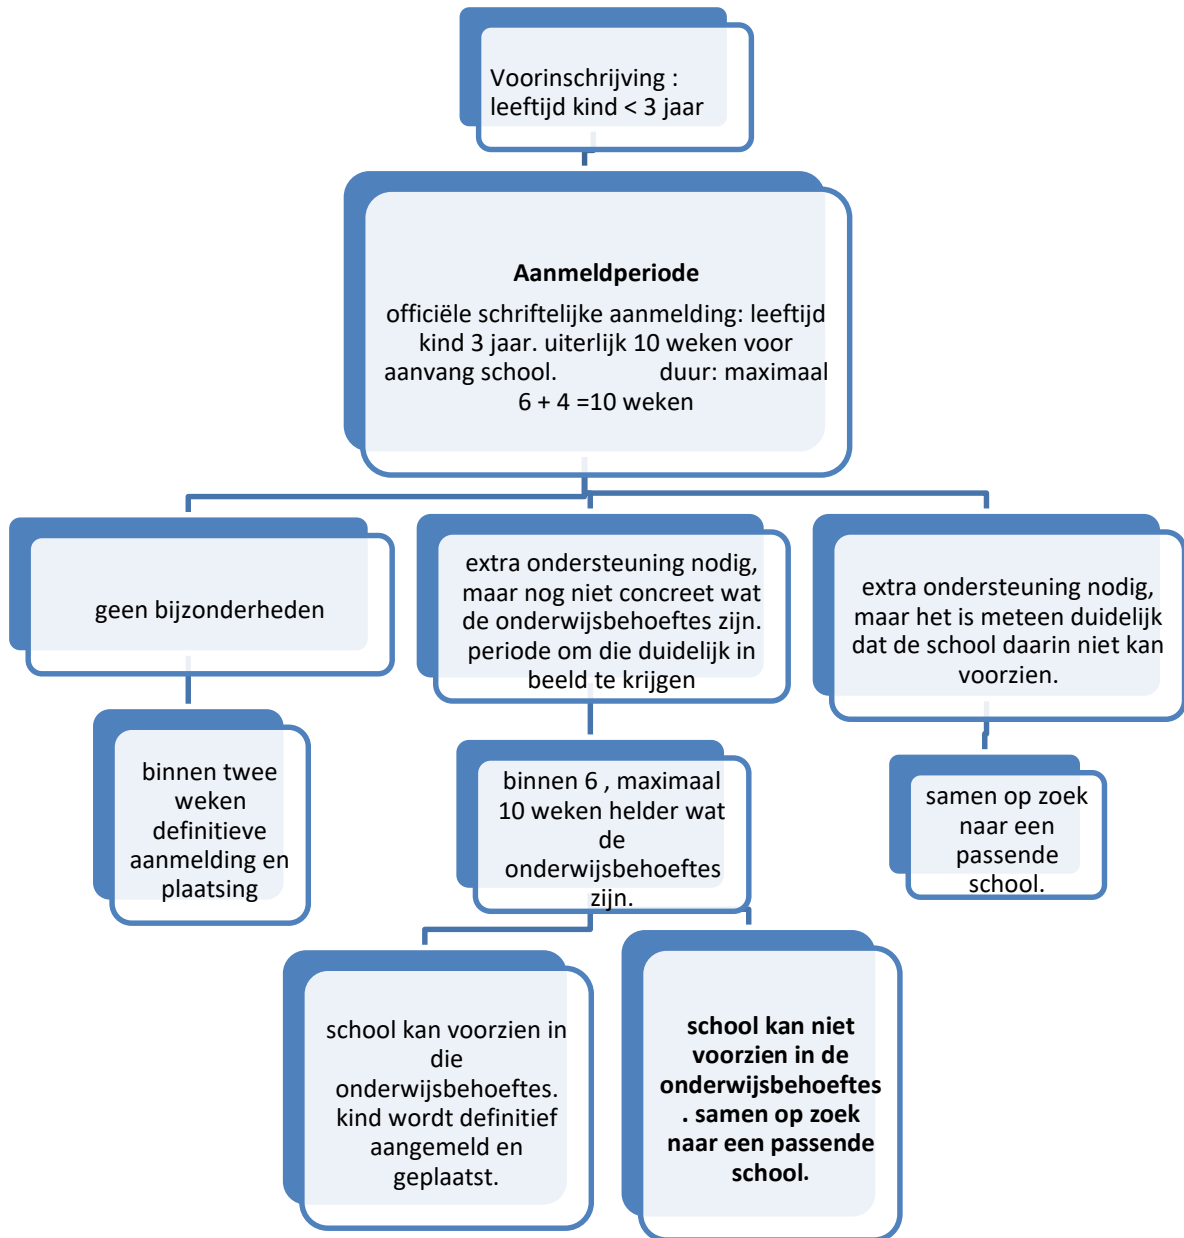 Voorinschrijving :
leeftijd kind < 3 jaar
Aanmeldperiode
officiële schriftelijke aanmelding: leeftijd
kind 3 jaar. uiterlijk 10 weken voor
aanvang school. duur: maximaal
6 + 4 =10 weken
geen bijzonderheden
extra ondersteuning nodig,
maar nog niet concreet wat
de onderwijsbehoeftes zijn.
periode om die duidelijk in
beeld te krijgen
extra ondersteuning nodig,
maar het is meteen duidelijk
dat de school daarin niet kan
voorzien.
binnen twee
weken
definitieve
aanmelding en
plaatsing
binnen 6 , maximaal
10 weken helder wat
de
onderwijsbehoeftes
zijn.
samen op zoek
naar een
passende
school.
school kan voorzien in
die
onderwijsbehoeftes.
kind wordt definitief
aangemeld en
geplaatst.
school kan niet
voorzien in de
onderwijsbehoeftes
. samen op zoek
naar een passende
school.